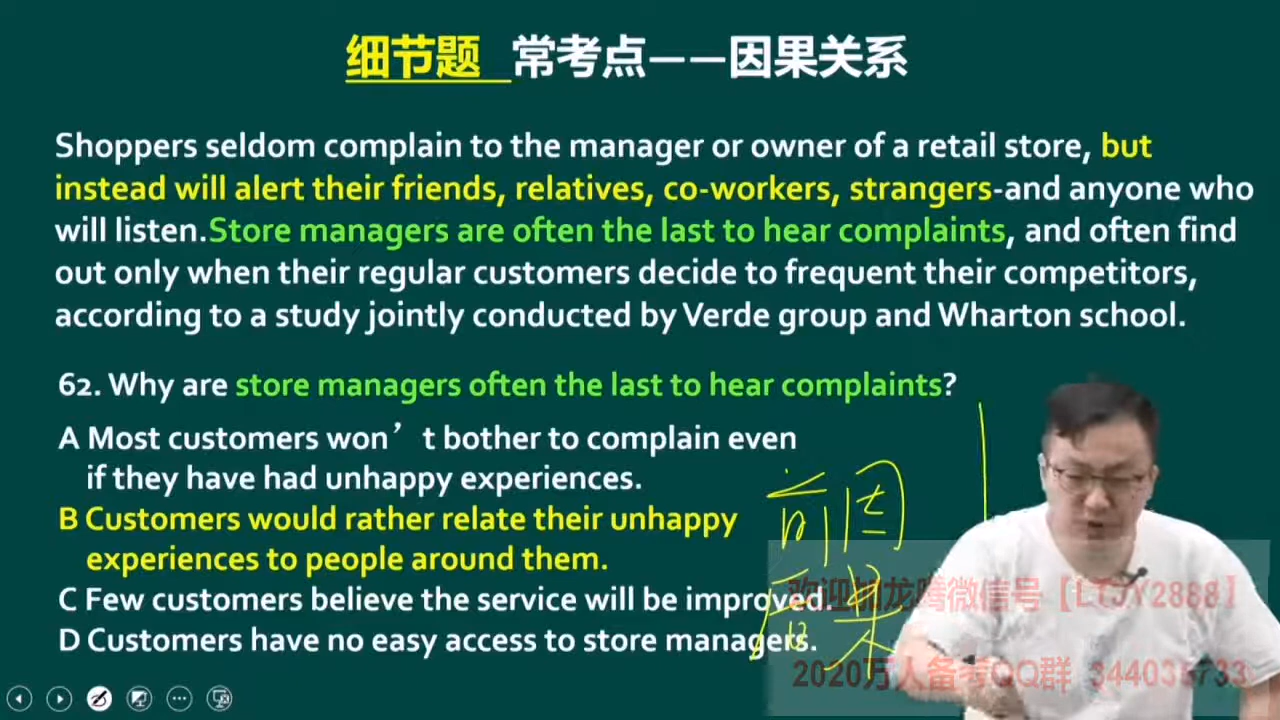 细节题 常考点——因果关系
Shoppers seldom complain to the manager or owner of a retail store, but
instead will alert their friends, relatives, co-workers, strangers-and anyone who
will listen.Store managers are often the last to hear complaints, and often find
out only when their regular customers decide to frequent their competitors,
according to a study jointly conducted by Verde group and Wharton school.
62. Why are store managers often the last to hear complaints?
A Most customers won’t bother to complain even
if they have had unhappy experiences.
前因
B Customers would rather relate their unhappy
experiences to people around them.
C Few customers believe the service will be improved.
后果
D Customers have no easy access to store managers.
欢迎加龙腾微信号【LTJY2888】
2020万人备考QQ群